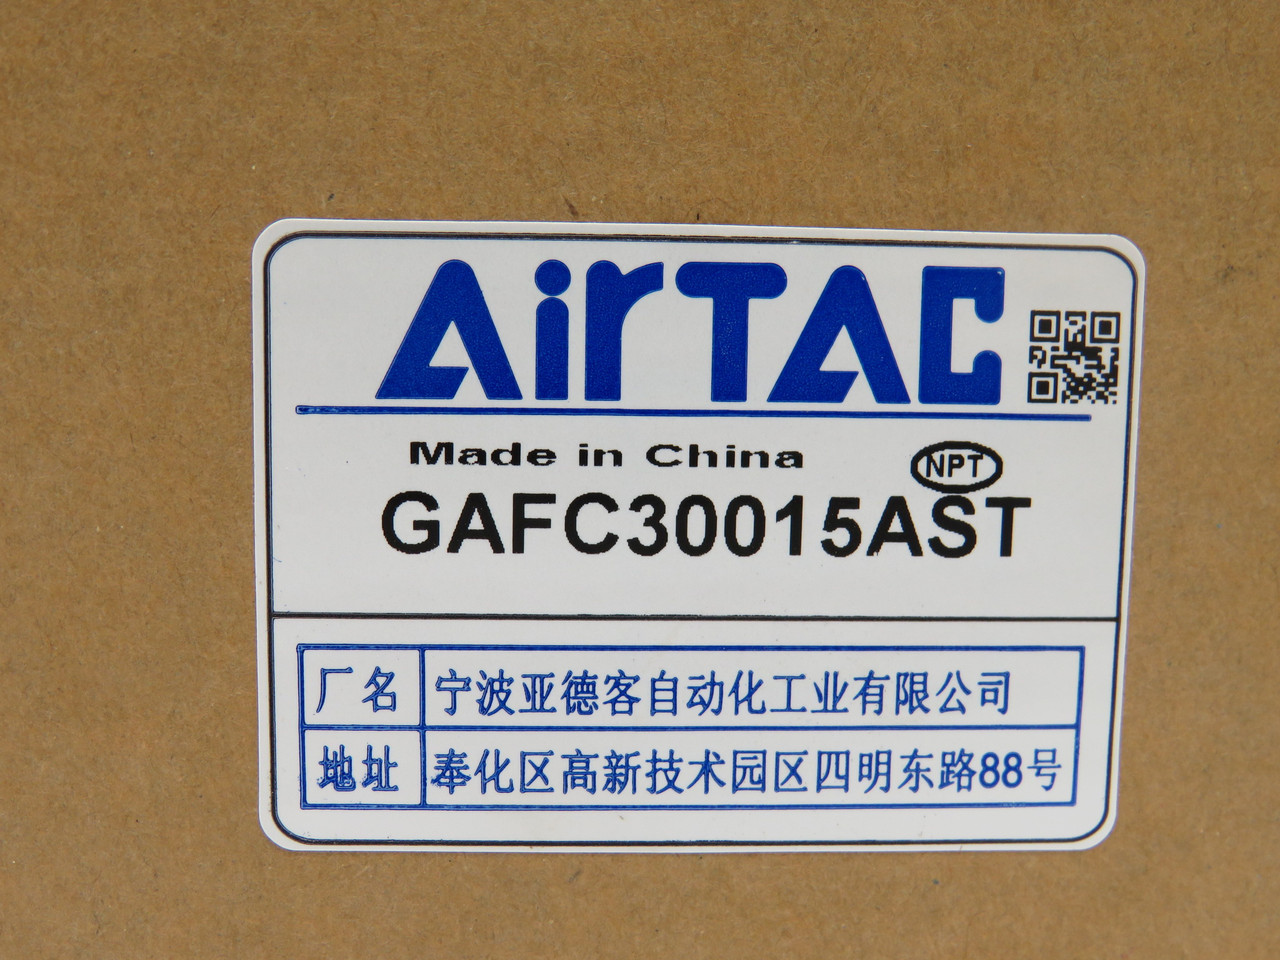 AirTAC
Made in China
NPT
GAFC30015AST
厂名 宁波亚德客自动化工业有限公司
地址 奉化区高新技术园区四明东路88号